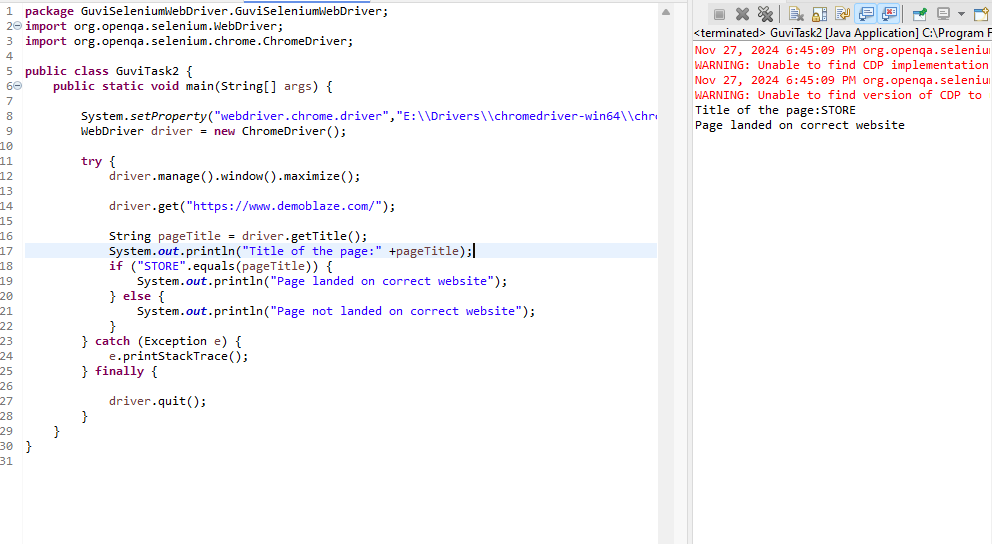 1 package GuviSeleniumWebDriver.GuviSeleniumWebDriver;
2 import org.openqa.selenium.WebDriver;
3 import org.openqa.selenium.chrome.ChromeDriver;
4
5 public class GuviTask2 {
6 public static void main(String[] args) {
7
8 System.setProperty("webdriver.chrome.driver","E:\\Drivers\\chromedriver-win64\\chro
9 WebDriver driver = new ChromeDriver();
10
11 try {
12 driver.manage().window().maximize();
13
14 driver.get("https://www.demoblaze.com/");
15
16 String pageTitle = driver.getTitle();
17 System.out.println("Title of the page:" +pageTitle);
18 if ("STORE".equals(pageTitle)) {
19 System.out.println("Page landed on correct website");
20 } else {
21 System.out.println("Page not landed on correct website");
22 }
23 } catch (Exception e) {
24 e.printStackTrace();
25 } finally {
26
27 driver.quit();
28 }
29 }
30 }
31
<terminated> GuviTask2 [Java Application] C:\Program F
Nov 27, 2024 6:45:09 PM org.openqa.seleniu
WARNING: Unable to find CDP implementation
Nov 27, 2024 6:45:09 PM org.openqa.seleniu
WARNING: Unable to find version of CDP to
Title of the page:STORE
Page landed on correct website